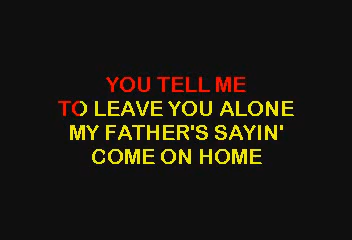 YOU TELL ME
TO LEAVE YOU ALONE
MY FATHER'S SAYIN'
COME ON HOME